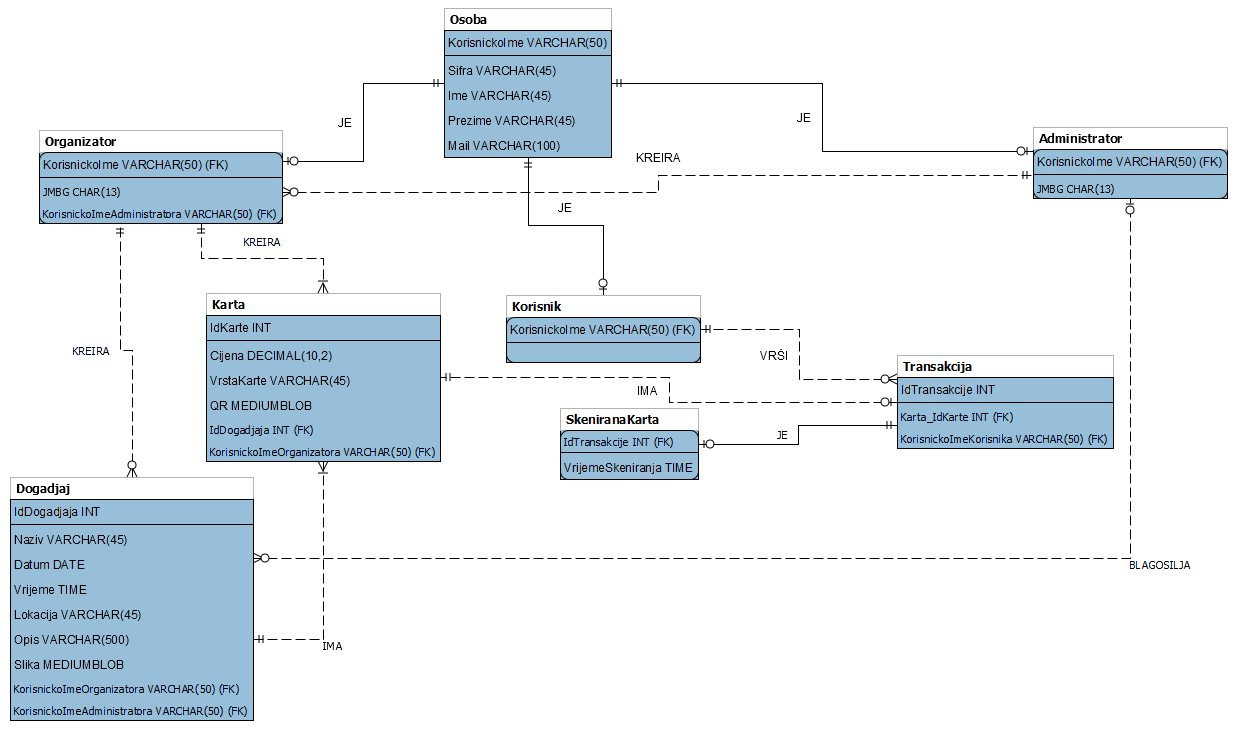 Osoba
KorisnickoIme VARCHAR(50)
Sifra VARCHAR(45)
Ime VARCHAR(45)
Prezime VARCHAR(45)
Mail VARCHAR(100)
JE
JE
KREIRA
JE
Organizator
KorisnickoIme VARCHAR(50) (FK)
JMBG CHAR(13)
KorisnickoImeAdministratora VARCHAR(50) (FK)
Administrator
KorisnickoIme VARCHAR(50) (FK)
JMBG CHAR(13)
KREIRA
KREIRA
Karta
IdKarte INT
Cijena DECIMAL(10,2)
VrstaKarte VARCHAR(45)
QR MEDIUMBLOB
IdDogadjaja INT (FK)
KorisnickoImeOrganizatora VARCHAR(50) (FK)
Korisnik
KorisnickoIme VARCHAR(50) (FK)
VRŠI
IMA
Transakcija
IdTransakcije INT
Karta_IdKarte INT (FK)
KorisnickoImeKorisnika VARCHAR(50) (FK)
SkeniranaKarta
IdTransakcije INT (FK)
VrijemeSkeniranja TIME
JE
Dogadjaj
IdDogadjaja INT
Naziv VARCHAR(45)
Datum DATE
Vrijeme TIME
Lokacija VARCHAR(45)
Opis VARCHAR(500)
Slika MEDIUMBLOB
KorisnickoImeOrganizatora VARCHAR(50) (FK)
KorisnickoImeAdministratora VARCHAR(50) (FK)
BLAGOSILJA
IMA